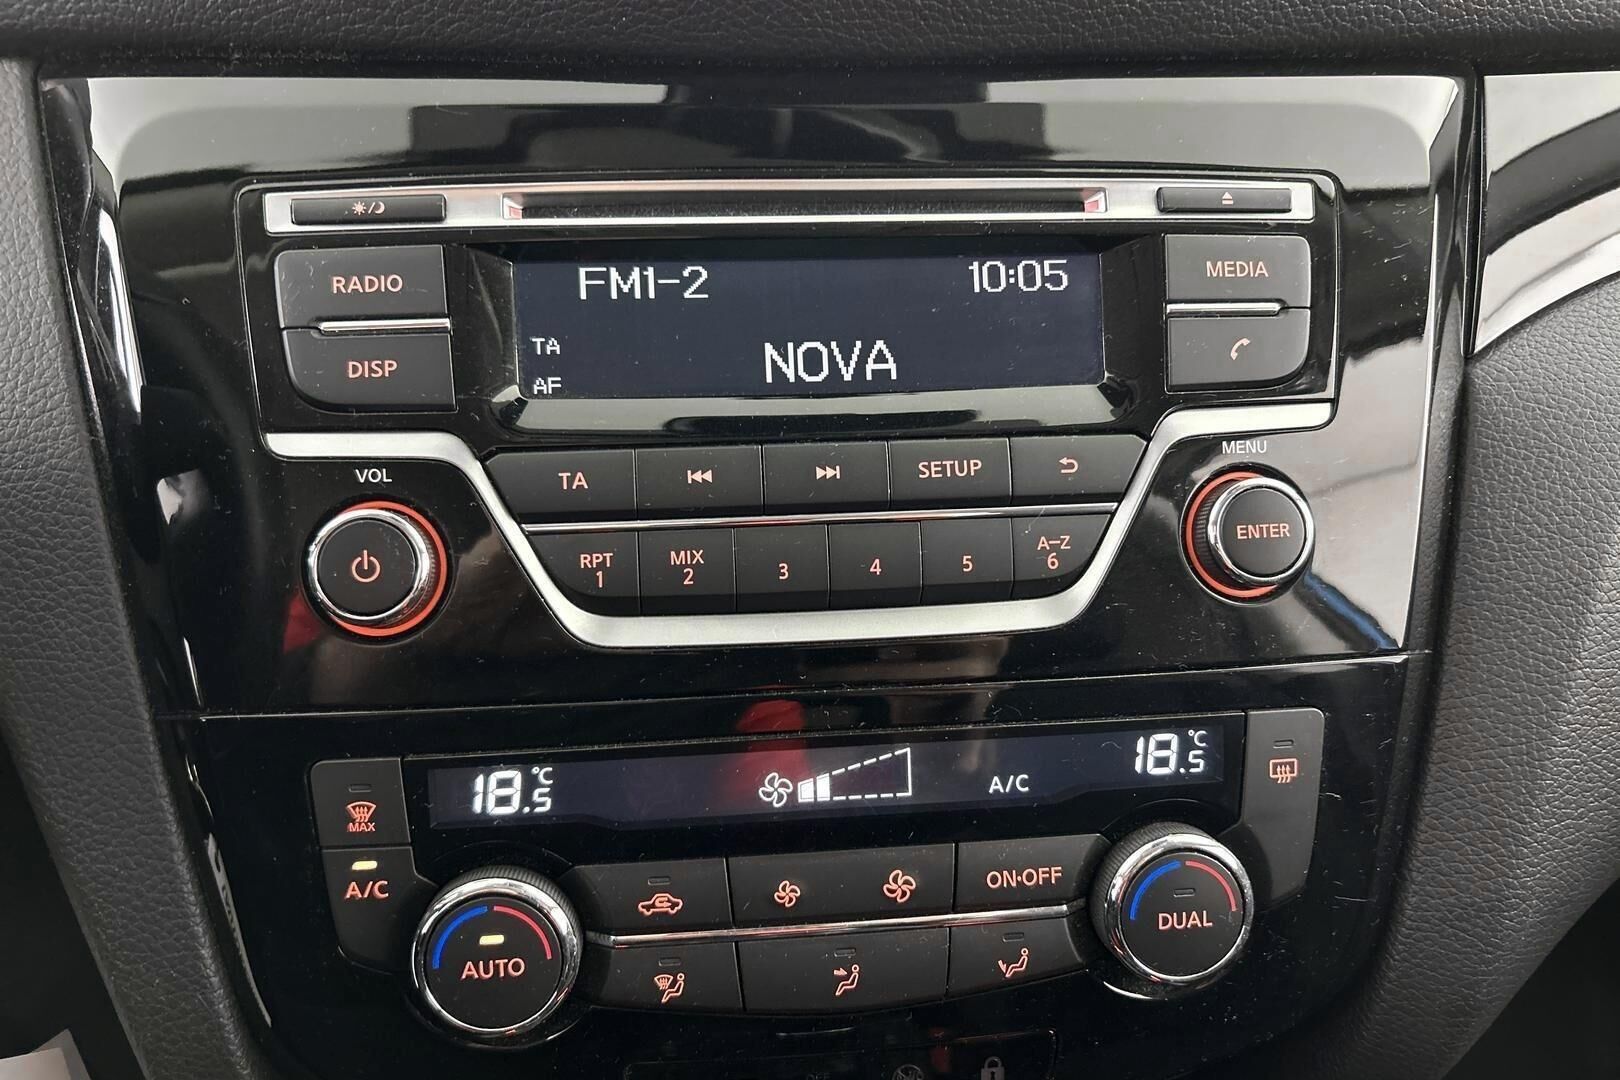 RADIO
DISP
FM1-2
10:05
TA
AF
NOVA
MEDIA
VOL
MENU
TA
SETUP
RPT
1
MIX
2
3
4
5
A-Z
6
ENTER
18.5°C
A/C
18.5°C
MAX
A/C
AUTO
ON·OFF
DUAL